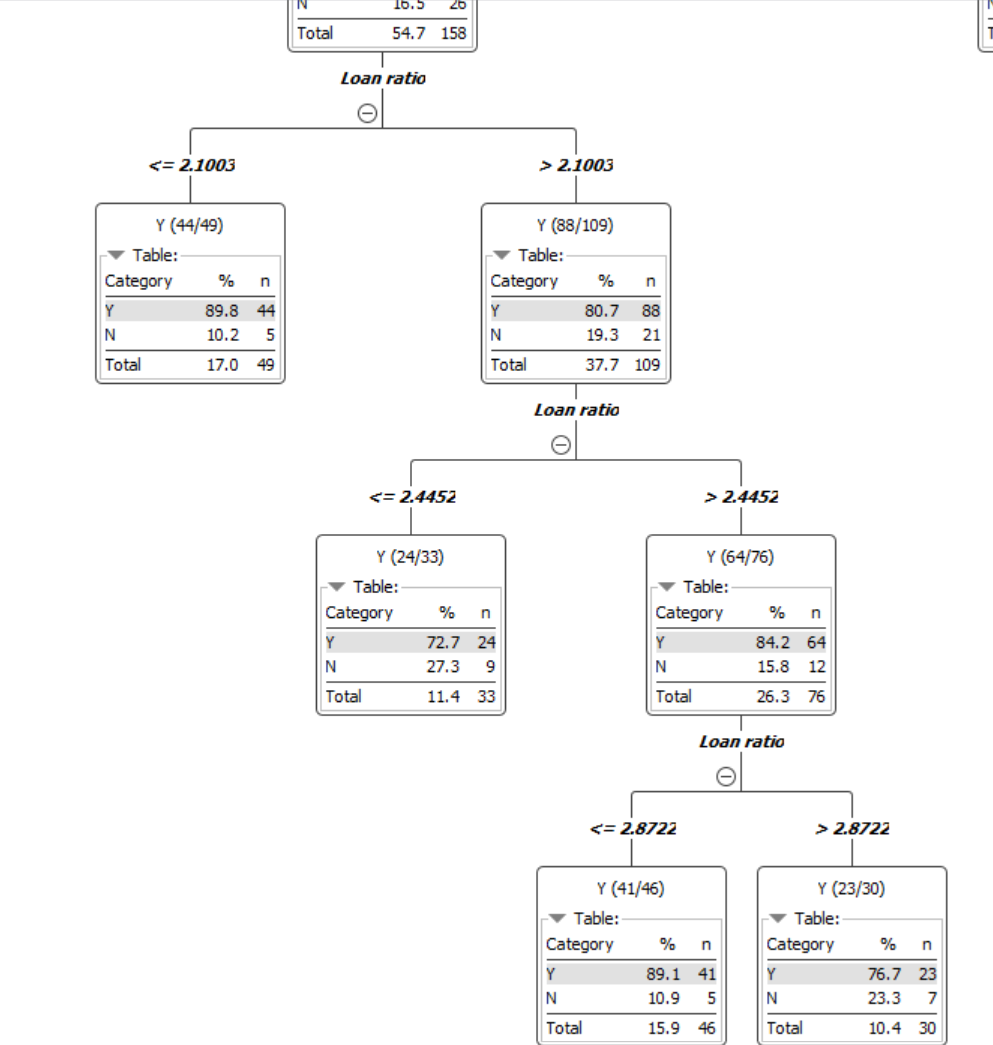 N 16.5 26
Total 54.7 158
Loan ratio
<= 2.1003
> 2.1003
Y (44/49)
Table:
Category % n
Y 89.8 44
N 10.2 5
Total 17.0 49
Y (88/109)
Table:
Category % n
Y 80.7 88
N 19.3 21
Total 37.7 109
Loan ratio
<= 2.4452
> 2.4452
Y (24/33)
Table:
Category % n
Y 72.7 24
N 27.3 9
Total 11.4 33
Y (64/76)
Table:
Category % n
Y 84.2 64
N 15.8 12
Total 26.3 76
Loan ratio
<= 2.8722
> 2.8722
Y (41/46)
Table:
Category % n
Y 89.1 41
N 10.9 5
Total 15.9 46
Y (23/30)
Table:
Category % n
Y 76.7 23
N 23.3 7
Total 10.4 30